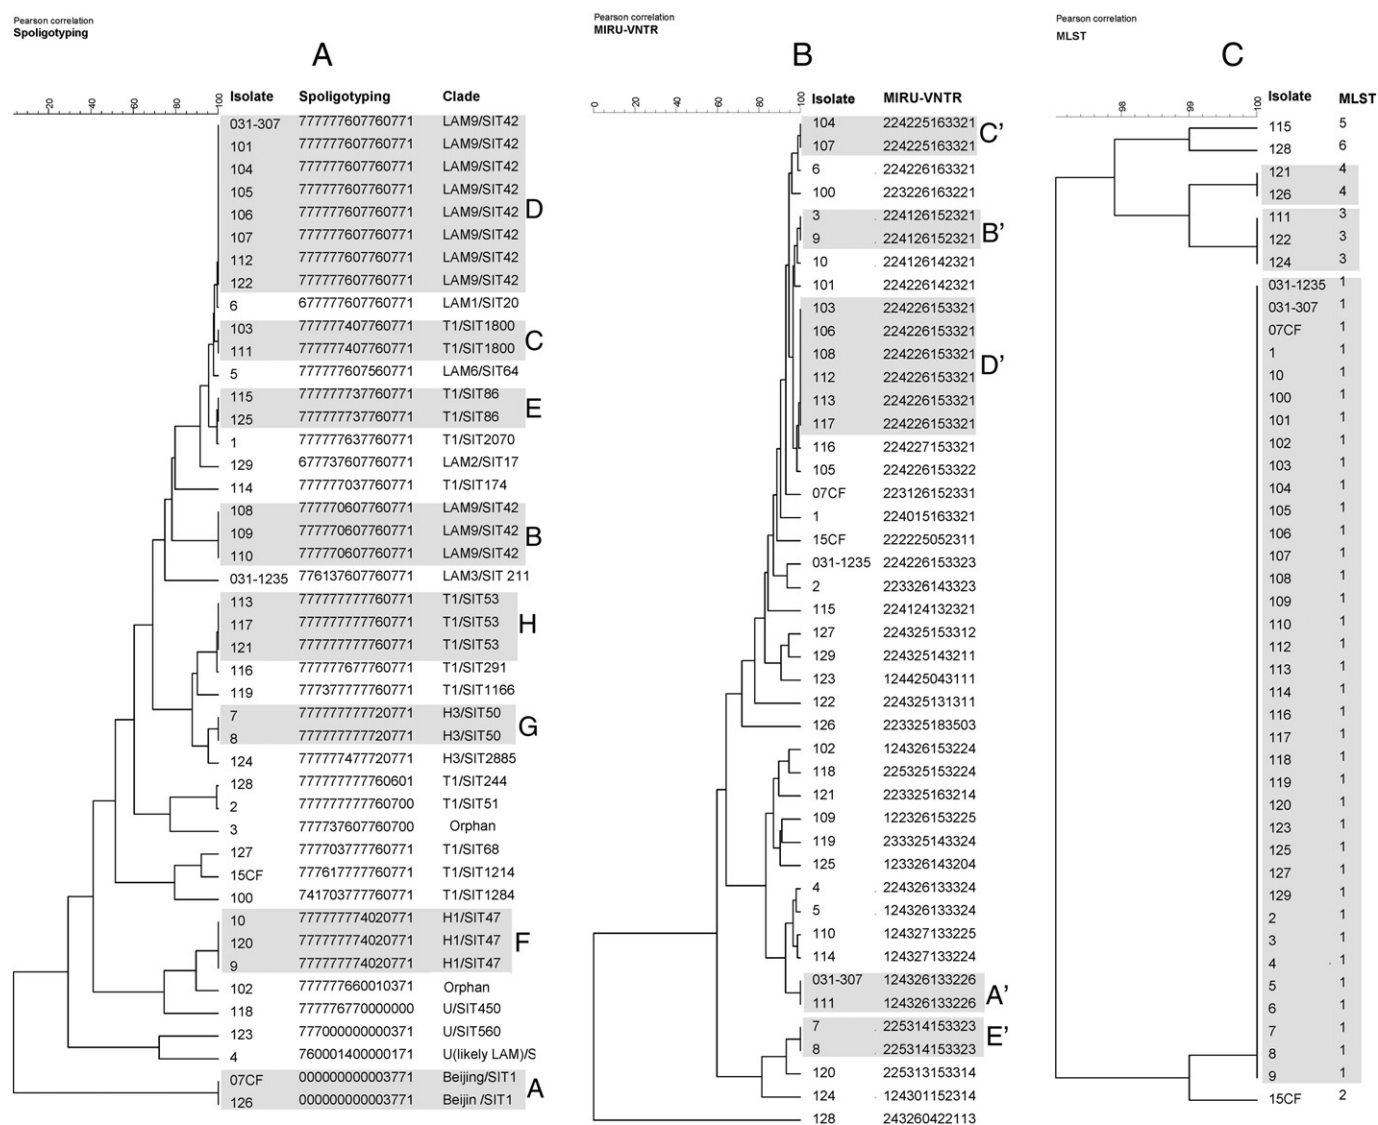 Pearson correlation
Spoligotyping
A
20 40 60 80 100
Isolate Spoligotyping Clade
031-307 777777607760771 LAM9/SIT42
101 777777607760771 LAM9/SIT42
104 777777607760771 LAM9/SIT42
105 777777607760771 LAM9/SIT42
106 777777607760771 LAM9/SIT42
D
107 777777607760771 LAM9/SIT42
112 777777607760771 LAM9/SIT42
122 777777607760771 LAM9/SIT42
6 677777607760771 LAM1/SIT20
103 777777407760771 T1/SIT1800
C
111 777777407760771 T1/SIT1800
5 777777607560771 LAM6/SIT64
115 777777737760771 T1/SIT86
E
125 777777737760771 T1/SIT86
1 777777637760771 T1/SIT2070
129 677737607760771 LAM2/SIT17
114 777777037760771 T1/SIT174
108 777770607760771 LAM9/SIT42
109 777770607760771 LAM9/SIT42
B
110 777770607760771 LAM9/SIT42
031-1235 776137607760771 LAM3/SIT 211
113 777777777760771 T1/SIT53
117 777777777760771 T1/SIT53
H
121 777777777760771 T1/SIT53
116 777777677760771 T1/SIT291
119 777377777760771 T1/SIT1166
7 777777777720771 H3/SIT50
G
8 777777777720771 H3/SIT50
124 777777477720771 H3/SIT2885
128 777777777760601 T1/SIT244
2 777777777760700 T1/SIT51
3 777737607760700 Orphan
127 777703777760771 T1/SIT68
15CF 777617777760771 T1/SIT1214
100 741703777760771 T1/SIT1284
10 777777774020771 H1/SIT47
120 777777774020771 H1/SIT47
F
9 777777774020771 H1/SIT47
102 777777660010371 Orphan
118 777776770000000 U/SIT450
123 777000000000371 U/SIT560
4 760001400000171 U(likely LAM)/S
07CF 000000000003771 Beijing/SIT1
A
126 000000000003771 Beijin /SIT1
Pearson correlation
MIRU-VNTR
B
0 20 40 60 80 100
Isolate MIRU-VNTR
104 224225163321
C’
107 224225163321
6 224226163321
100 223226163221
3 224126152321
B’
9 224126152321
10 224126142321
101 224226142321
103 224226153321
106 224226153321
108 224226153321
D’
112 224226153321
113 224226153321
117 224226153321
116 224227153321
105 224226153322
07CF 223126152331
1 224015163321
15CF 222225052311
031-1235 224226153323
2 223326143323
115 224124132321
127 224325153312
129 224325143211
123 124425043111
122 224325131311
126 223325183503
102 124326153224
118 225325153224
121 223325163214
109 122326153225
119 233325143324
125 123326143204
4 224326133324
5 124326133324
110 124327133225
114 124327133224
031-307 124326133226
A’
111 124326133226
7 225314153323
E’
8 225314153323
120 225313153314
124 124301152314
128 243260422113
Pearson correlation
MLST
C
98 99 100
Isolate MLST
115 5
128 6
121 4
126 4
111 3
122 3
124 3
031-1235 1
031-307 1
07CF 1
1 1
10 1
100 1
101 1
102 1
103 1
104 1
105 1
106 1
107 1
108 1
109 1
110 1
112 1
113 1
114 1
116 1
117 1
118 1
119 1
120 1
123 1
125 1
127 1
129 1
2 1
3 1
4 1
5 1
6 1
7 1
8 1
9 1
15CF 2